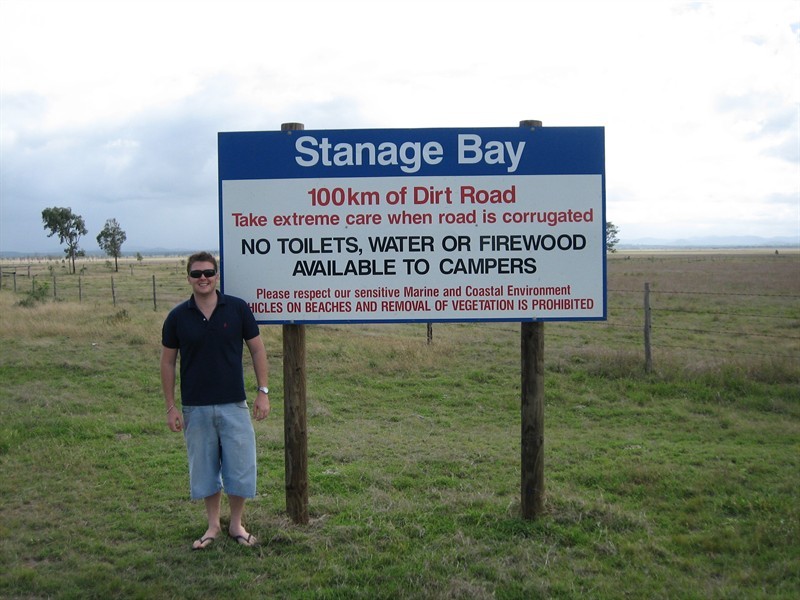 Stanage Bay
100km of Dirt Road
Take extreme care when road is corrugated
NO TOILETS, WATER OR FIREWOOD
AVAILABLE TO CAMPERS
Please respect our sensitive Marine and Coastal Environment
HICLES ON BEACHES AND REMOVAL OF VEGETATION IS PROHIBITED